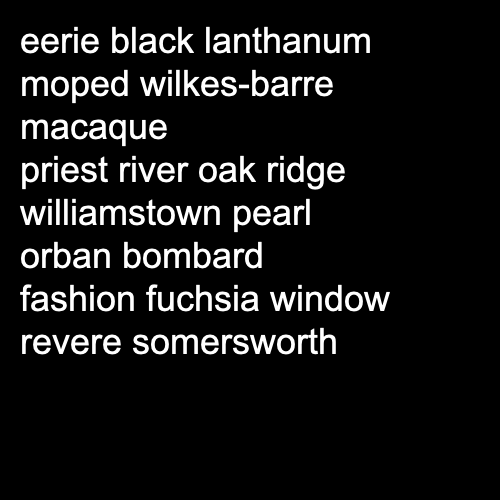 eerie black lanthanum
moped wilkes-barre
macaque
priest river oak ridge
williamstown pearl
orban bombard
fashion fuchsia window
revere somersworth